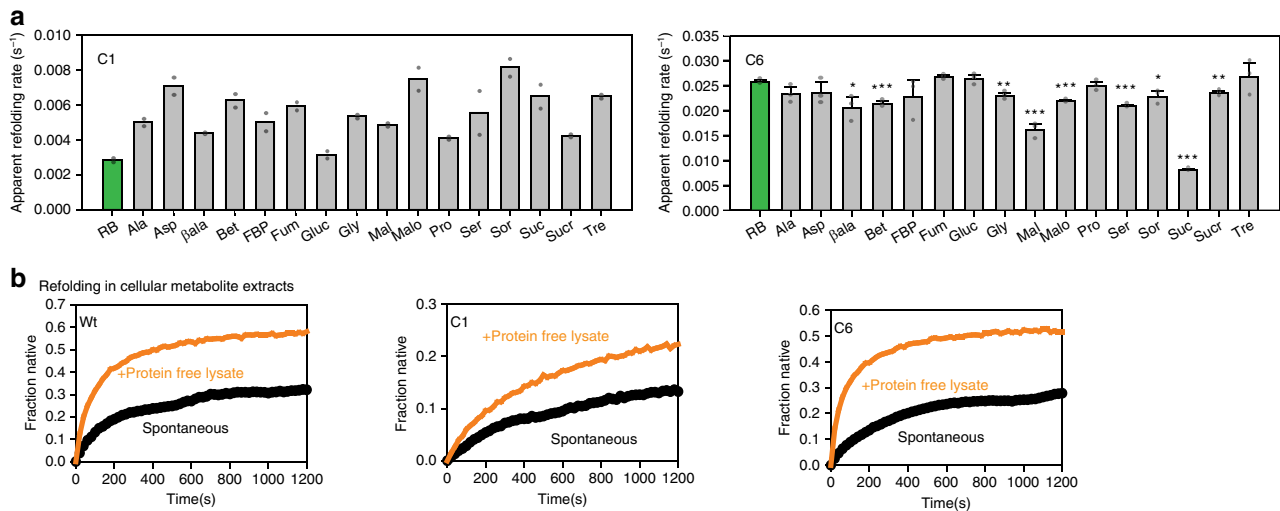 a
Apparent refolding rate (s⁻¹)
0.010
0.008
0.006
0.004
0.002
0.000
C1
RB Ala Asp βala Bet FBP Fum Gluc Gly Mal Malo Pro Ser Sor Suc Sucr Tre
Apparent refolding rate (s⁻¹)
0.035
0.030
0.025
0.020
0.015
0.010
0.005
0.000
C6
* *** ** *** *** *** * *** **
RB Ala Asp βala Bet FBP Fum Gluc Gly Mal Malo Pro Ser Sor Suc Sucr Tre
b
Refolding in cellular metabolite extracts
Fraction native
0.7
0.6
0.5
0.4
0.3
0.2
0.1
0.0
Wt
+Protein free lysate
Spontaneous
0 200 400 600 800 1000 1200
Time(s)
Fraction native
0.3
0.2
0.1
0.0
C1
+Protein free lysate
Spontaneous
0 200 400 600 800 1000 1200
Time(s)
Fraction native
0.6
0.5
0.4
0.3
0.2
0.1
0.0
C6
+Protein free lysate
Spontaneous
0 200 400 600 800 1000 1200
Time(s)